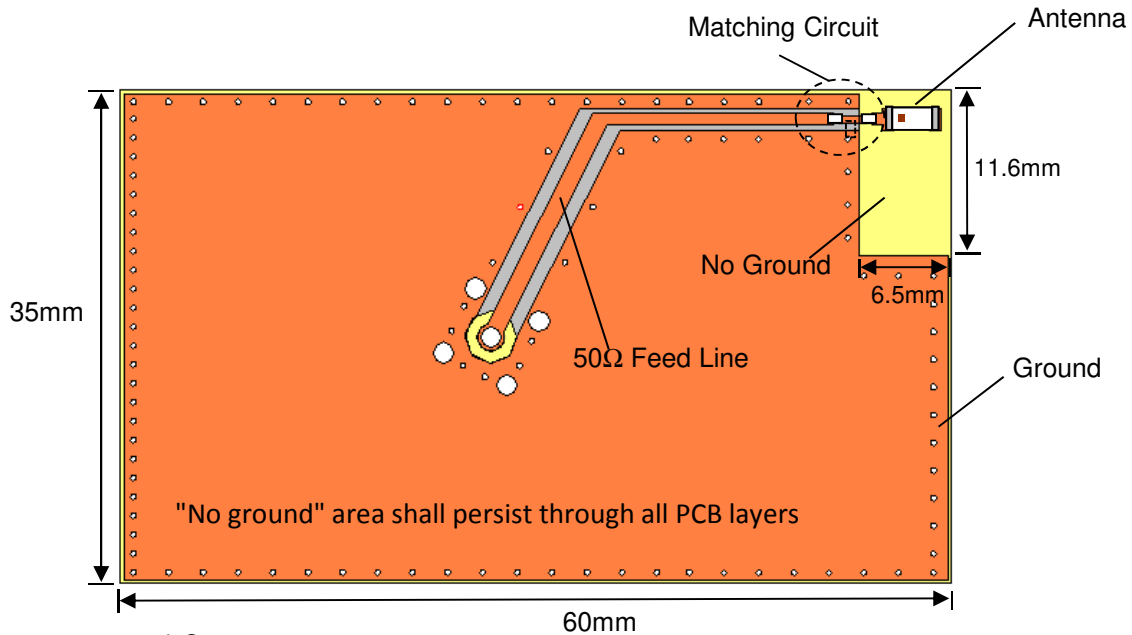 Matching Circuit
Antenna
11.6mm
No Ground
6.5mm
35mm
50Ω Feed Line
Ground
"No ground" area shall persist through all PCB layers
60mm